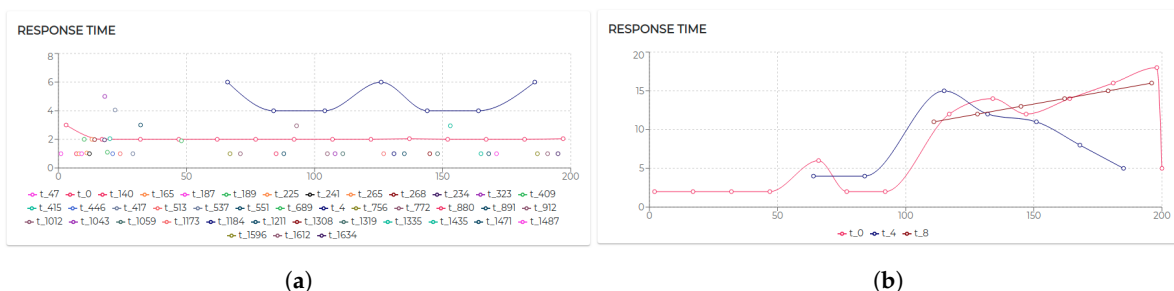 RESPONSE TIME
8
6
4
2
0
0 50 100 150 200
t_47 t_0 t_140 t_165 t_187 t_189 t_225 t_241 t_265 t_268 t_234 t_323 t_409
t_415 t_446 t_417 t_513 t_537 t_551 t_689 t_4 t_756 t_772 t_880 t_891 t_912
t_1012 t_1043 t_1059 t_1173 t_1184 t_1211 t_1308 t_1319 t_1335 t_1435 t_1471 t_1487
t_1596 t_1612 t_1634
(a)
RESPONSE TIME
20
15
10
5
0
0 50 100 150 200
t_0 t_4 t_8
(b)